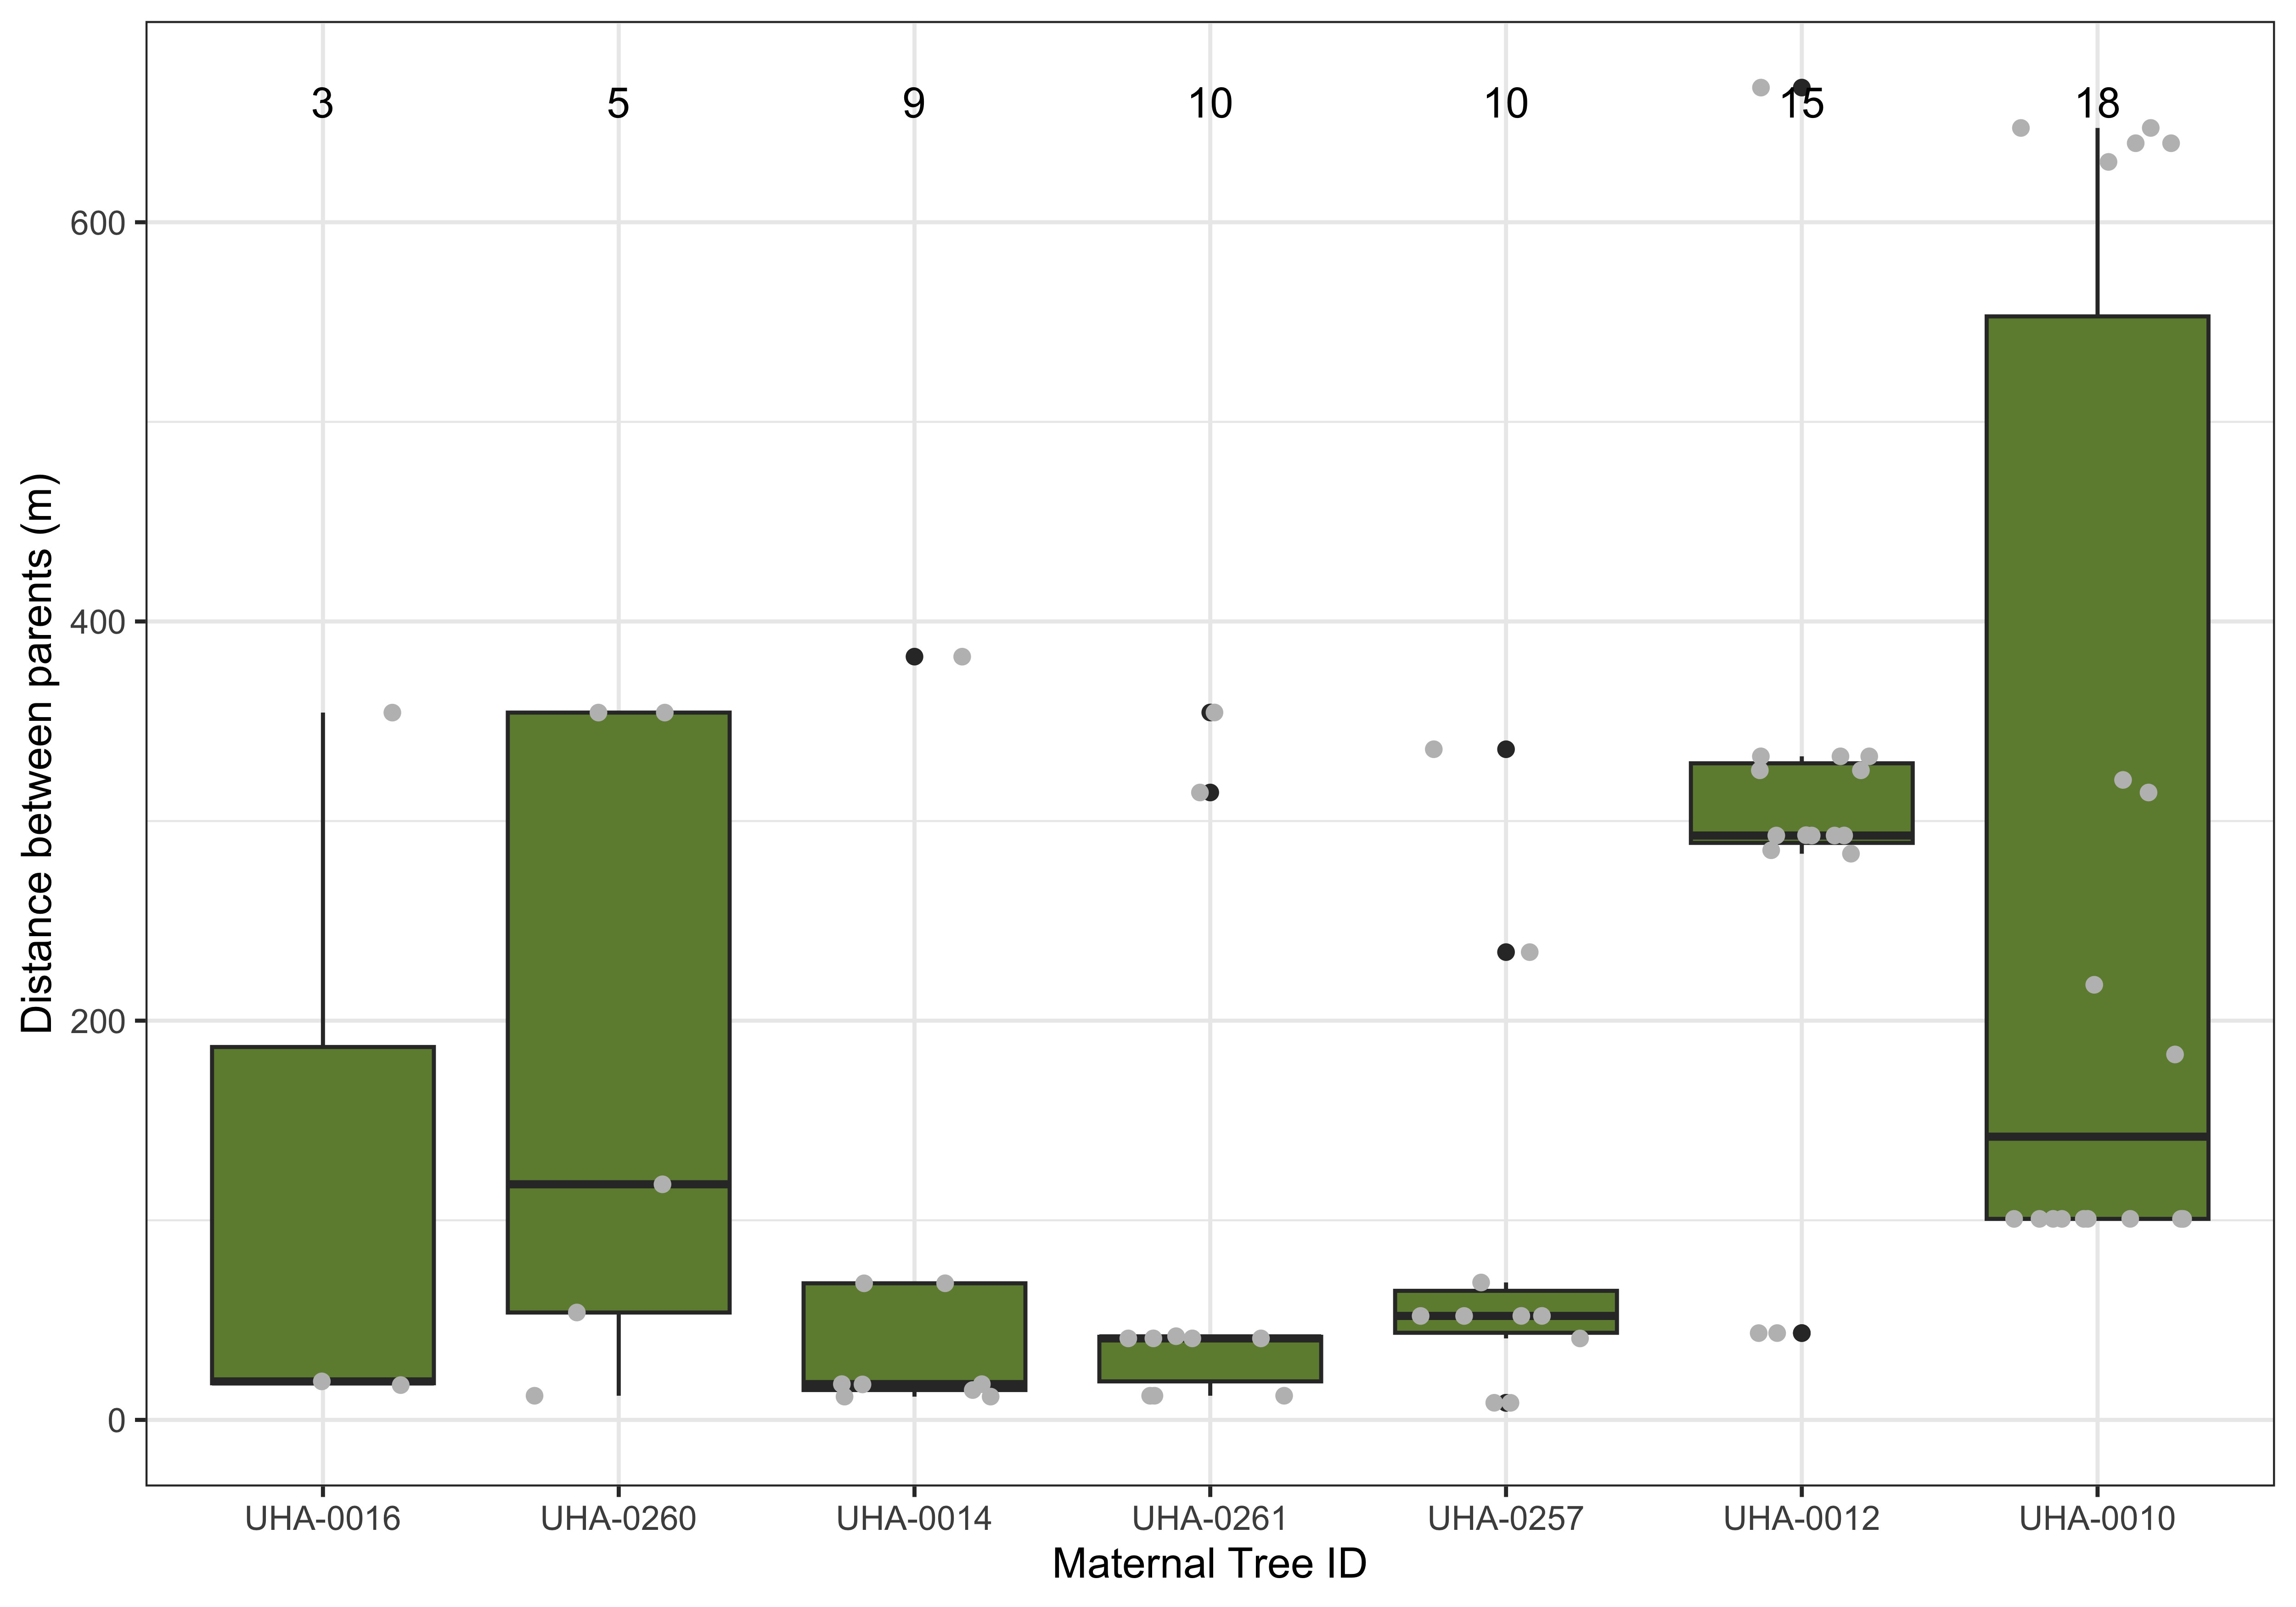 3 5 9 10 10 15 18
600
400
200
0
Distance between parents (m)
UHA-0016 UHA-0260 UHA-0014 UHA-0261 UHA-0257 UHA-0012 UHA-0010
Maternal Tree ID